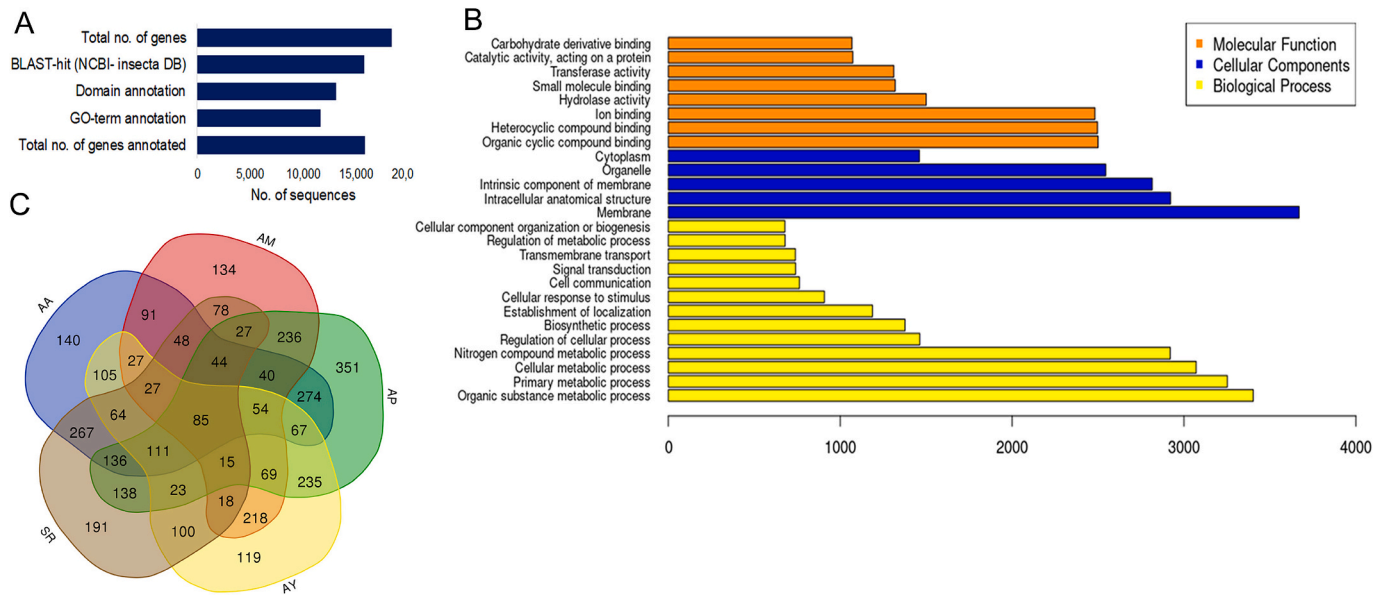 A
Total no. of genes
BLAST-hit (NCBI- insecta DB)
Domain annotation
GO-term annotation
Total no. of genes annotated
0 5,000 10,000 15,000 20,0
No. of sequences
B
Molecular Function
Cellular Components
Biological Process
Carbohydrate derivative binding
Catalytic activity, acting on a protein
Transferase activity
Small molecule binding
Hydrolase activity
Ion binding
Heterocyclic compound binding
Organic cyclic compound binding
Cytoplasm
Organelle
Intrinsic component of membrane
Intracellular anatomical structure
Membrane
Cellular component organization or biogenesis
Regulation of metabolic process
Transmembrane transport
Signal transduction
Cell communication
Cellular response to stimulus
Establishment of localization
Biosynthetic process
Regulation of cellular process
Nitrogen compound metabolic process
Cellular metabolic process
Primary metabolic process
Organic substance metabolic process
0 1000 2000 3000 4000
C
AM
134
AA
91
78
27
236
140
48
351
44
27
40
105
27
274
AP
54
64
85
67
267
111
136
15
69
235
138
23
18
191
218
100
SR
119
AY